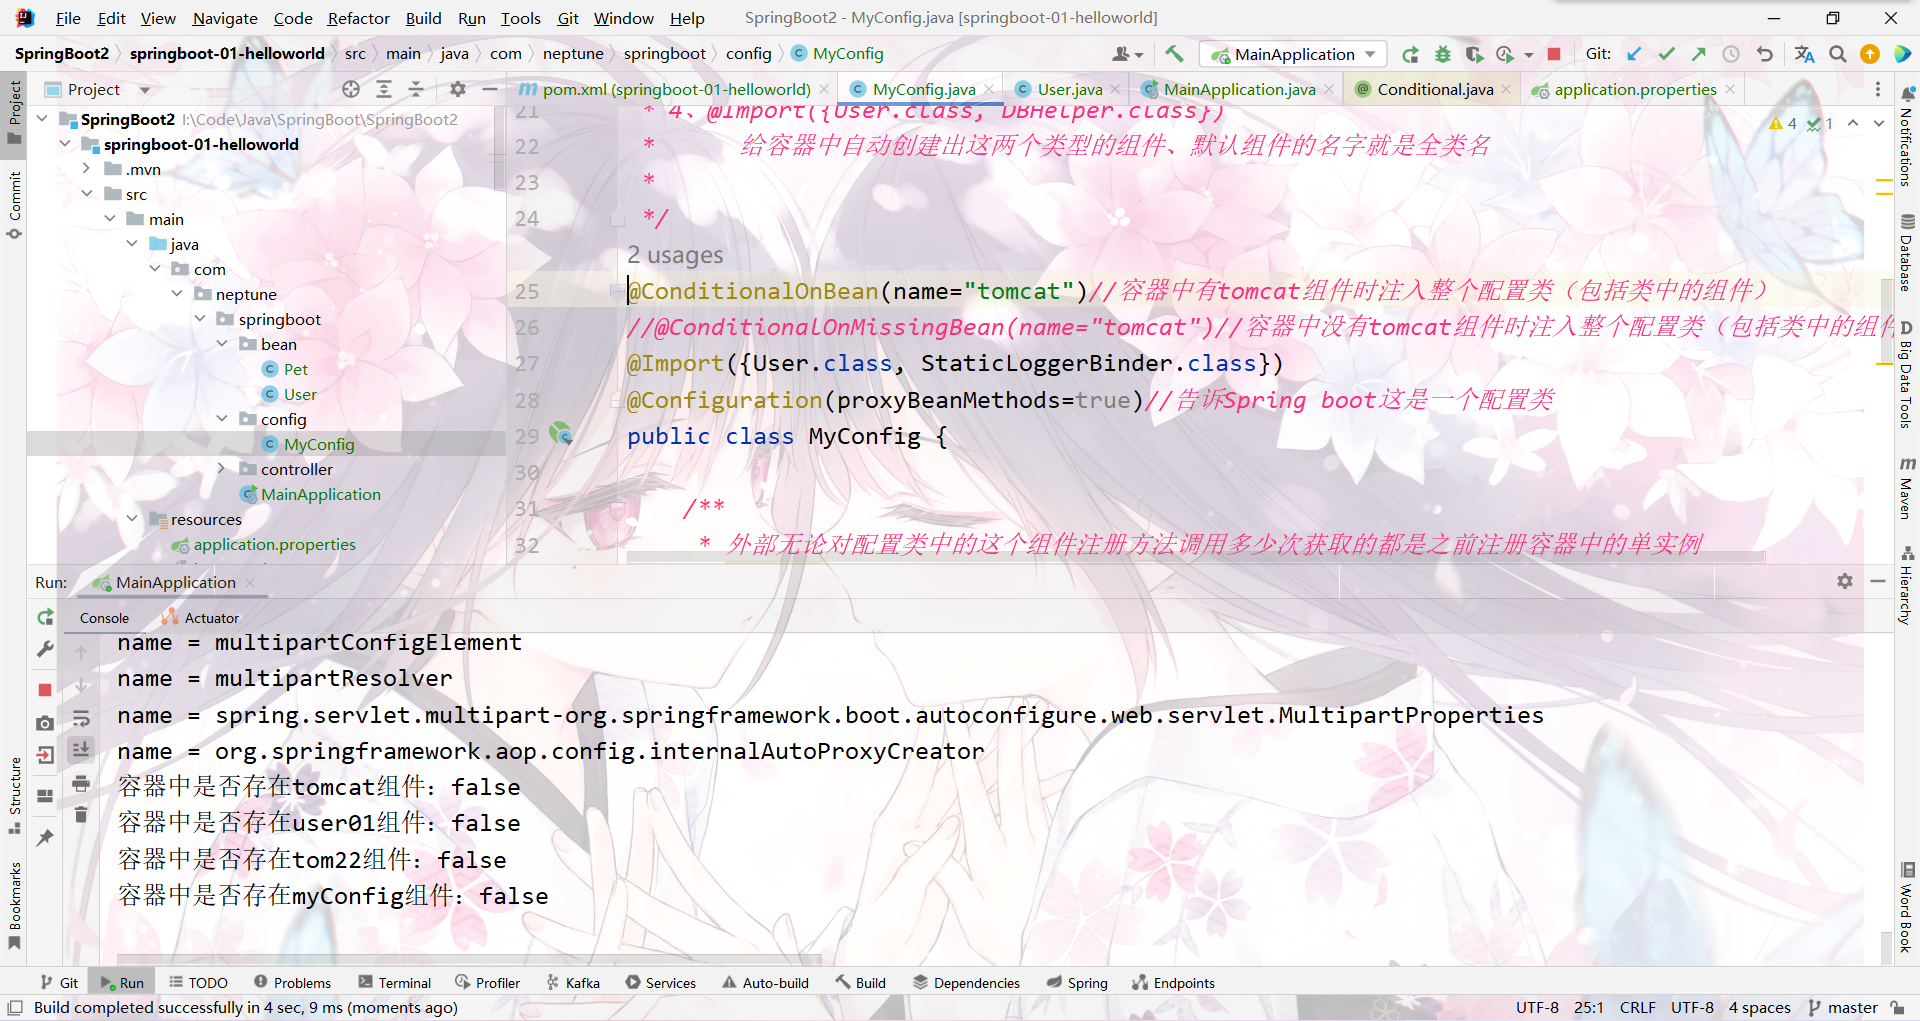 File Edit View Navigate Code Refactor Build Run Tools Git Window Help SpringBoot2 - MyConfig.java [springboot-01-helloworld]
SpringBoot2 springboot-01-helloworld src main java com neptune springboot config MyConfig MainApplication Git:
Project pom.xml (springboot-01-helloworld) MyConfig.java User.java MainApplication.java Conditional.java application.properties
Project
Commit
Structure
Bookmarks
SpringBoot2 I:\Code\Java\SpringBoot\SpringBoot2
springboot-01-helloworld
.mvn
src
main
java
com
neptune
springboot
bean
Pet
User
config
MyConfig
controller
MainApplication
resources
application.properties
4 1
21 * 4、@Import({User.class, DBHelper.class})
22 * 给容器中自动创建出这两个类型的组件、默认组件的名字就是全类名
23 *
24 */
2 usages
25 @ConditionalOnBean(name="tomcat")//容器中有tomcat组件时注入整个配置类（包括类中的组件）
26 //@ConditionalOnMissingBean(name="tomcat")//容器中没有tomcat组件时注入整个配置类（包括类中的组件
27 @Import({User.class, StaticLoggerBinder.class})
28 @Configuration(proxyBeanMethods=true)//告诉Spring boot这是一个配置类
29 public class MyConfig {
30
31 /**
32 * 外部无论对配置类中的这个组件注册方法调用多少次获取的都是之前注册容器中的单实例
Notifications
Database
Big Data Tools
Maven
Hierarchy
Word Book
Run: MainApplication
Console Actuator
name = multipartConfigElement
name = multipartResolver
name = spring.servlet.multipart-org.springframework.boot.autoconfigure.web.servlet.MultipartProperties
name = org.springframework.aop.config.internalAutoProxyCreator
容器中是否存在tomcat组件：false
容器中是否存在user01组件：false
容器中是否存在tom22组件：false
容器中是否存在myConfig组件：false
Git Run TODO Problems Terminal Profiler Kafka Services Auto-build Build Dependencies Spring Endpoints
Build completed successfully in 4 sec, 9 ms (moments ago) UTF-8 25:1 CRLF UTF-8 4 spaces master